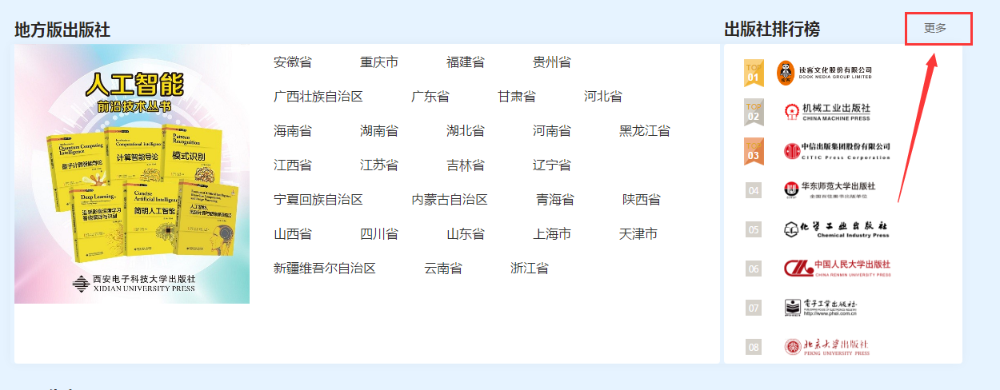 地方版出版社
出版社排行榜
更多
人工智能
前沿技术丛书
Quantum Computing
Intelligence
量子计算智能导论
Computational Intelligence
计算智能导论
Pattern
Recognition
模式识别
Deep Learning
Concise
Artificial Intelligence
简明人工智能
西安电子科技大学出版社
XIDIAN UNIVERSITY PRESS
安徽省 重庆市 福建省 贵州省
广西壮族自治区 广东省 甘肃省 河北省
海南省 湖南省 湖北省 河南省 黑龙江省
江西省 江苏省 吉林省 辽宁省
宁夏回族自治区 内蒙古自治区 青海省 陕西省
山西省 四川省 山东省 上海市 天津市
新疆维吾尔自治区 云南省 浙江省
TOP
01
读客文化股份有限公司
DOOK MEDIA GROUP LIMITED
TOP
02
机械工业出版社
CHINA MACHINE PRESS
TOP
03
中信出版集团股份有限公司
CITIC Press Corporation
04
华东师范大学出版社
全国百佳图书出版单位
05
化学工业出版社
Chemical Industry Press
06
中国人民大学出版社
CHINA RENMIN UNIVERSITY PRESS
07
电子工业出版社
PUBLISHING HOUSE OF ELECTRONICS INDUSTRY
http://www.phei.com.cn
08
北京大学出版社
PEKING UNIVERSITY PRESS